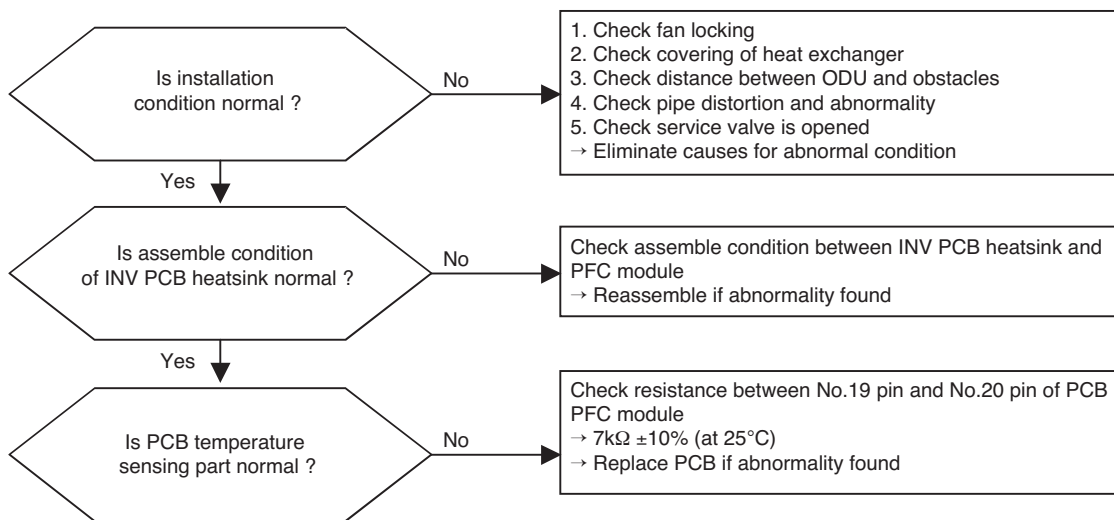 Is installation
condition normal ?
No
1. Check fan locking
2. Check covering of heat exchanger
3. Check distance between ODU and obstacles
4. Check pipe distortion and abnormality
5. Check service valve is opened
→ Eliminate causes for abnormal condition
Yes
Is assemble condition
of INV PCB heatsink normal ?
No
Check assemble condition between INV PCB heatsink and
PFC module
→ Reassemble if abnormality found
Yes
Is PCB temperature
sensing part normal ?
No
Check resistance between No.19 pin and No.20 pin of PCB
PFC module
→ 7kΩ ±10% (at 25°C)
→ Replace PCB if abnormality found